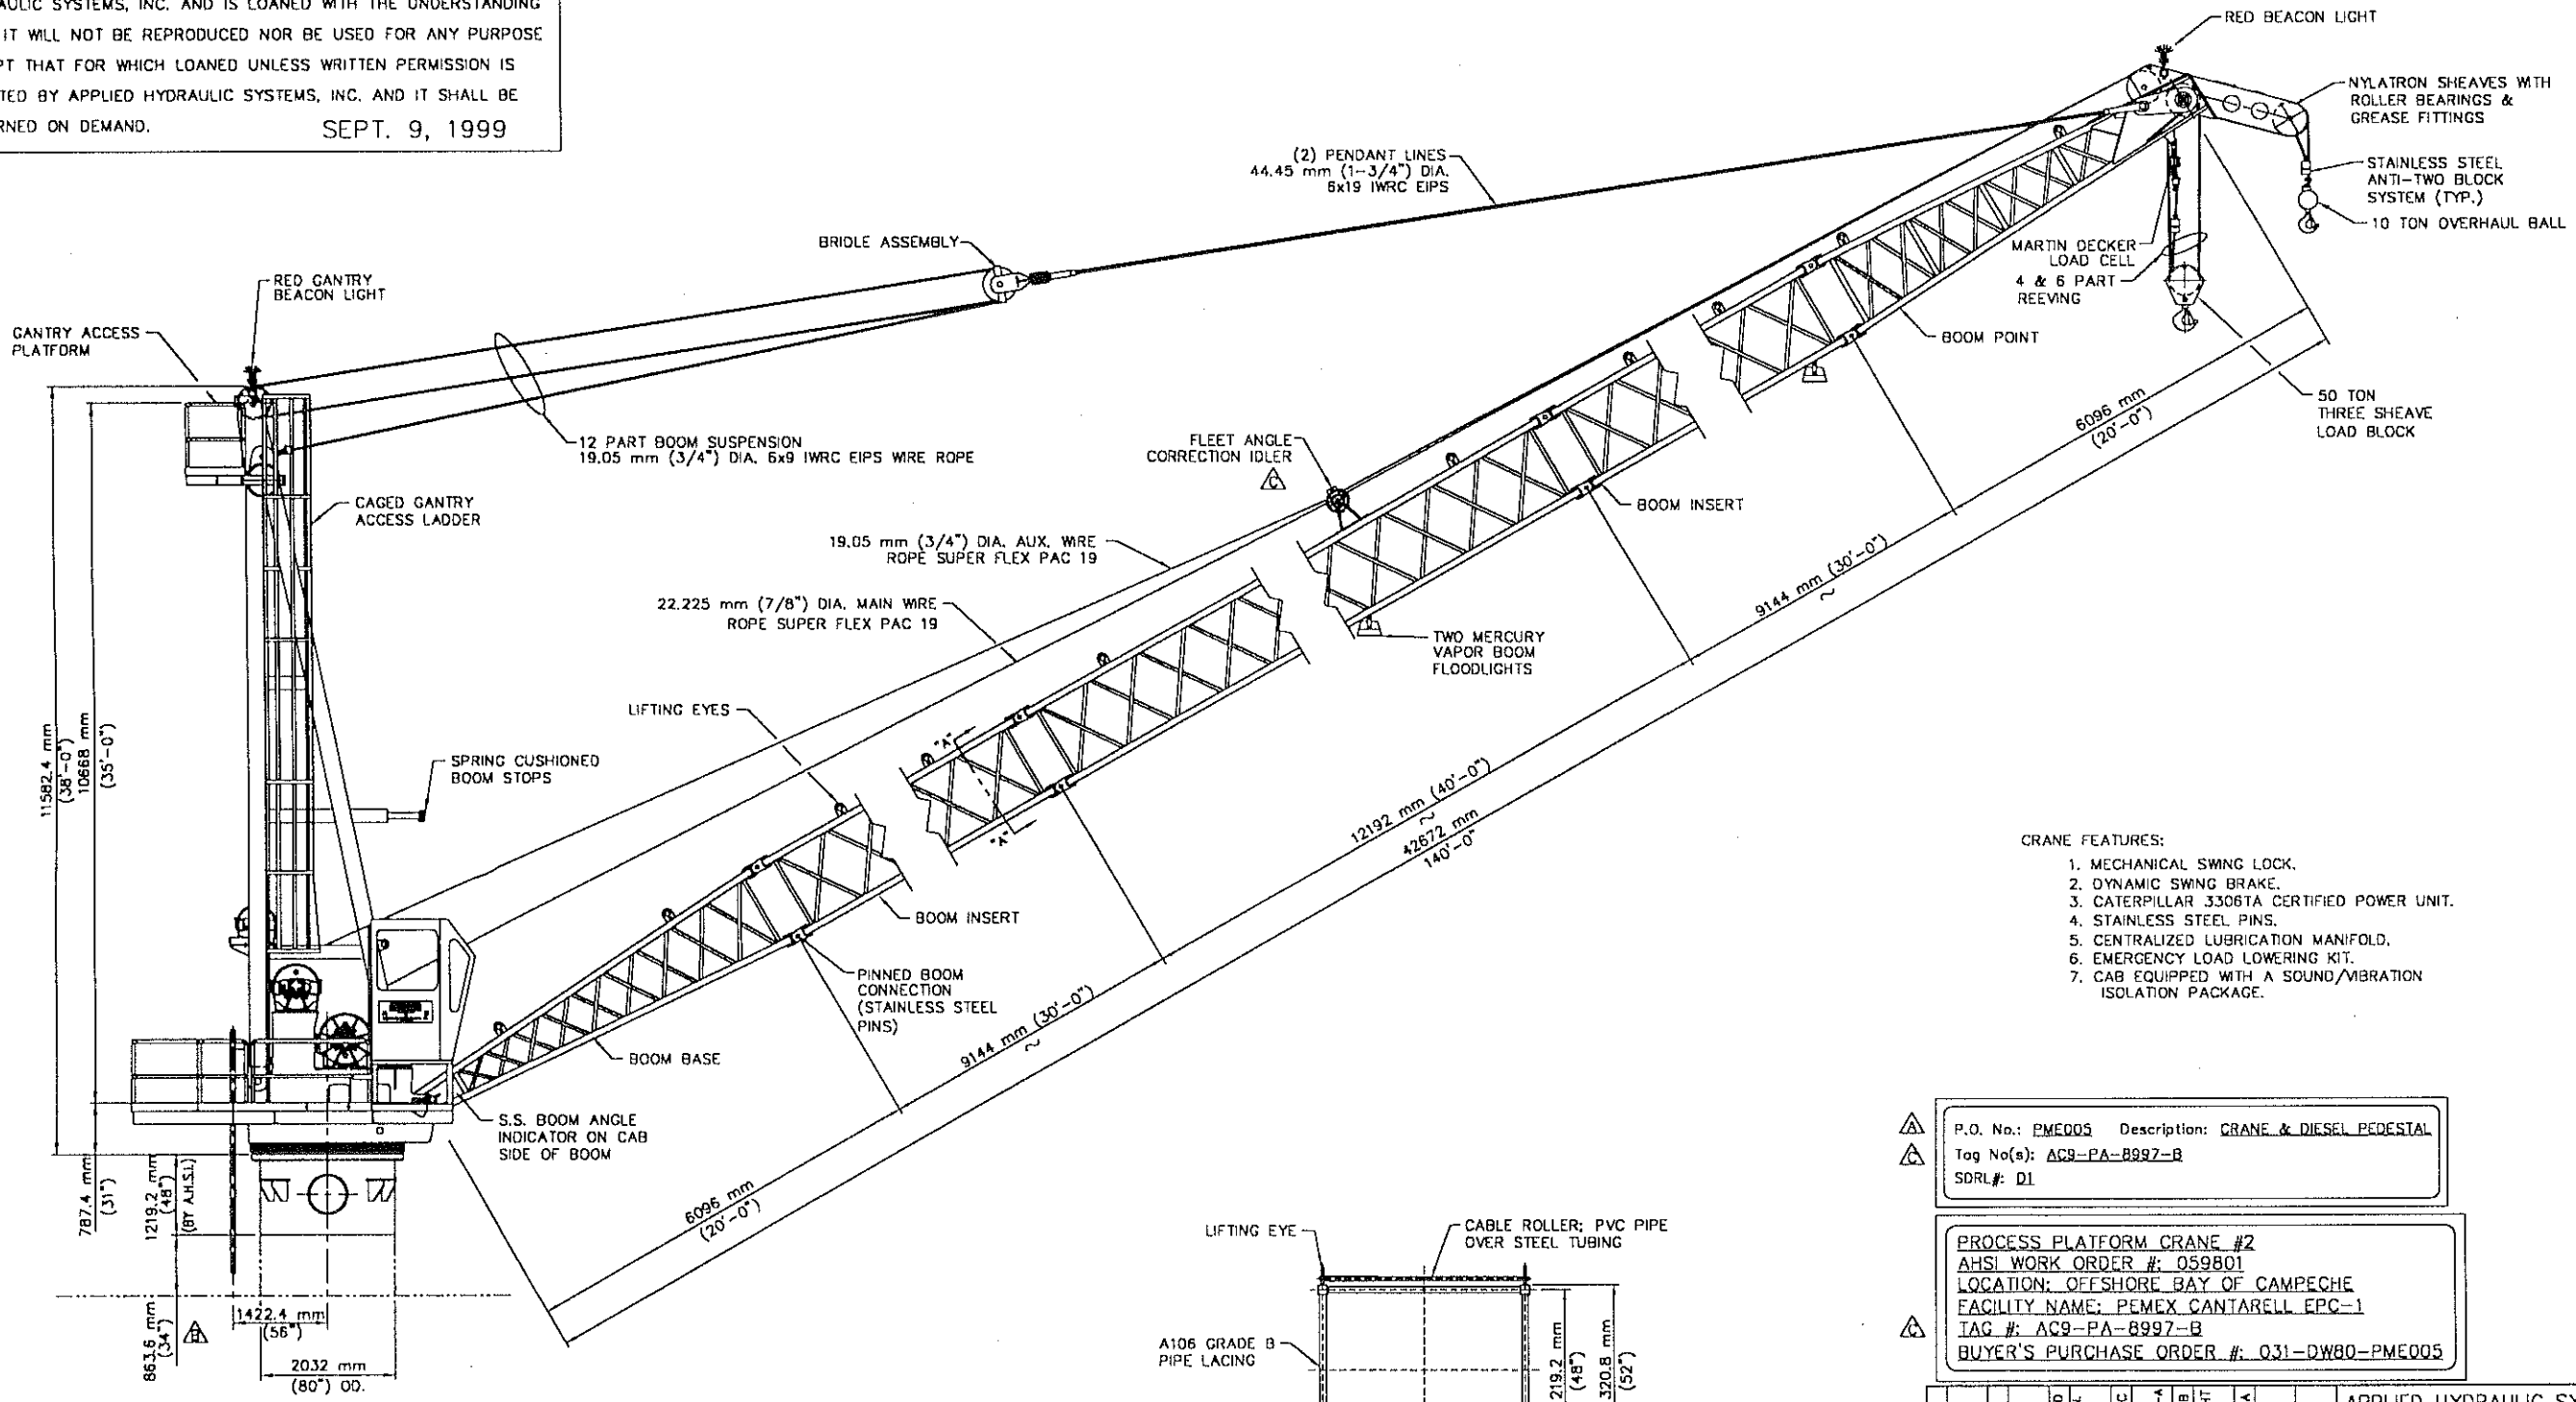 AULIC SYSTEMS, INC. AND IS LOANED WITH THE UNDERSTANDING
IT WILL NOT BE REPRODUCED NOR BE USED FOR ANY PURPOSE
PT THAT FOR WHICH LOANED UNLESS WRITTEN PERMISSION IS
TED BY APPLIED HYDRAULIC SYSTEMS, INC. AND IT SHALL BE
RNED ON DEMAND. SEPT. 9, 1999
RED BEACON LIGHT
NYLATRON SHEAVES WITH
ROLLER BEARINGS &
GREASE FITTINGS
(2) PENDANT LINES
44.45 mm (1-3/4") DIA.
6x19 IWRC EIPS
STAINLESS STEEL
ANTI-TWO BLOCK
SYSTEM (TYP.)
10 TON OVERHAUL BALL
BRIDLE ASSEMBLY
MARTIN DECKER
LOAD CELL
4 & 6 PART
REEVING
RED GANTRY
BEACON LIGHT
GANTRY ACCESS
PLATFORM
BOOM POINT
50 TON
THREE SHEAVE
LOAD BLOCK
6096 mm
(20'-0")
12 PART BOOM SUSPENSION
19.05 mm (3/4") DIA. 6x9 IWRC EIPS WIRE ROPE
FLEET ANGLE
CORRECTION IDLER
C
CAGED GANTRY
ACCESS LADDER
BOOM INSERT
19.05 mm (3/4") DIA. AUX. WIRE
ROPE SUPER FLEX PAC 19
9144 mm (30'-0")
~
22.225 mm (7/8") DIA. MAIN WIRE
ROPE SUPER FLEX PAC 19
TWO MERCURY
VAPOR BOOM
FLOODLIGHTS
LIFTING EYES
"A"
"A"
11582.4 mm
(38'-0")
10668 mm
(35'-0")
SPRING CUSHIONED
BOOM STOPS
12192 mm (40'-0")
~
42672 mm
140'-0"
CRANE FEATURES:
1. MECHANICAL SWING LOCK.
2. DYNAMIC SWING BRAKE.
3. CATERPILLAR 3306TA CERTIFIED POWER UNIT.
4. STAINLESS STEEL PINS.
5. CENTRALIZED LUBRICATION MANIFOLD.
6. EMERGENCY LOAD LOWERING KIT.
7. CAB EQUIPPED WITH A SOUND/VIBRATION
ISOLATION PACKAGE.
BOOM INSERT
PINNED BOOM
CONNECTION
(STAINLESS STEEL
PINS)
9144 mm (30'-0")
~
BOOM BASE
S.S. BOOM ANGLE
INDICATOR ON CAB
SIDE OF BOOM
787.4 mm
(31")
1219.2 mm
(48")
(BY A.H.S.I.)
6096 mm
(20'-0")
863.6 mm
(34")
B
1422.4 mm
(56")
2032 mm
(80") OD.
LIFTING EYE
CABLE ROLLER; PVC PIPE
OVER STEEL TUBING
A106 GRADE B
PIPE LACING
219.2 mm
(48")
320.8 mm
(52")
A
P.O. No.: PME005 Description: CRANE & DIESEL PEDESTAL
C
Tag No(s): AC9-PA-8997-B
SDRL#: D1
PROCESS PLATFORM CRANE #2
AHSI WORK ORDER #: 059801
LOCATION: OFFSHORE BAY OF CAMPECHE
FACILITY NAME: PEMEX CANTARELL EPC-1
C
TAG #: AC9-PA-8997-B
BUYER'S PURCHASE ORDER #: 031-DW80-PME005
APPLIED HYDRAULIC SY